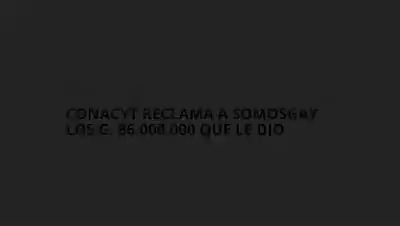 CONACYT RECLAMA A SOMOSGAY
LOS G. 86.000.000 QUE LE DIO